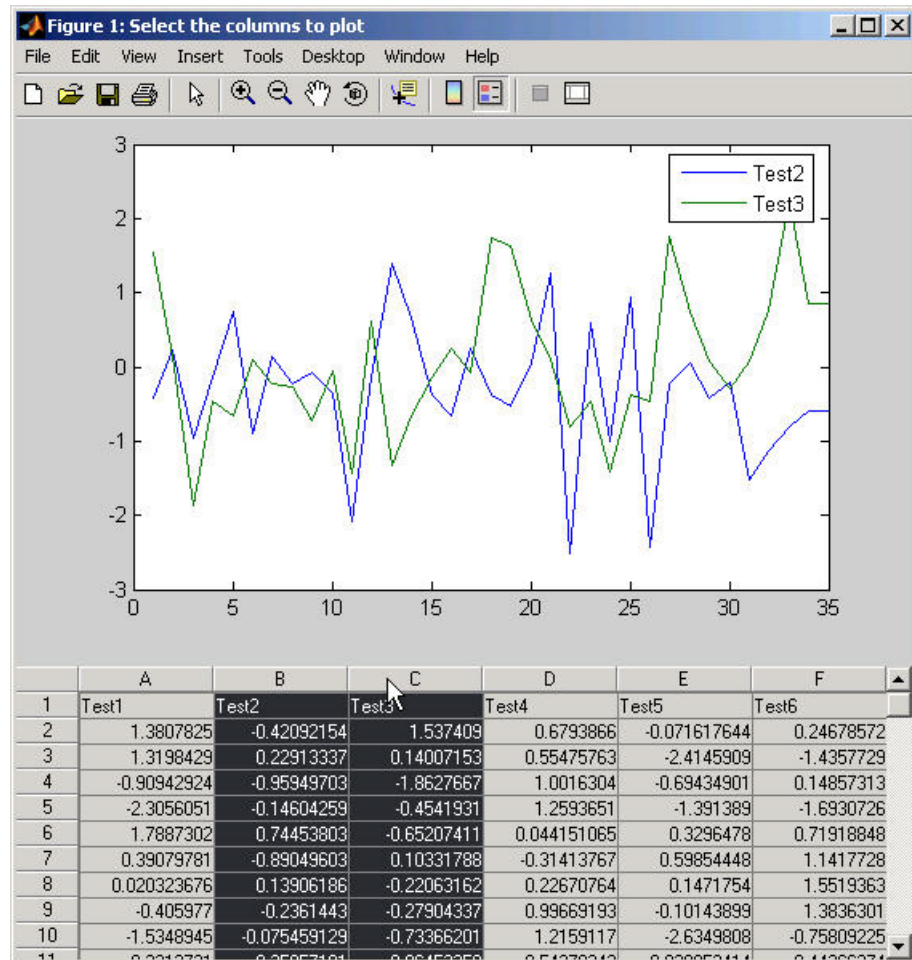 Figure 1: Select the columns to plot
File Edit View Insert Tools Desktop Window Help
3
2
1
0
-1
-2
-3
Test2
Test3
0 5 10 15 20 25 30 35
A B C D E F
1 Test1 Test2 Test3 Test4 Test5 Test6
2 1.3807825 -0.42092154 1.537409 0.6793866 -0.071617644 0.24678572
3 1.3198429 0.22913337 0.14007153 0.55475763 -2.4145909 -1.4357729
4 -0.90942924 -0.95949703 -1.8627667 1.0016304 -0.69434901 0.14857313
5 -2.3056051 -0.14604259 -0.4541931 1.2593651 -1.391389 -1.6930726
6 1.7887302 0.74453803 -0.65207411 0.044151065 0.3296478 0.71918848
7 0.39079781 -0.89049603 0.10331788 -0.31413767 0.59854448 1.1417728
8 0.020323676 0.13906186 -0.22063162 0.22670764 0.1471754 1.5519363
9 -0.405977 -0.2361443 -0.27904337 0.99669193 -0.10143899 1.3836301
10 -1.5348945 -0.075459129 -0.73366201 1.2159117 -2.6349808 -0.75809225
11